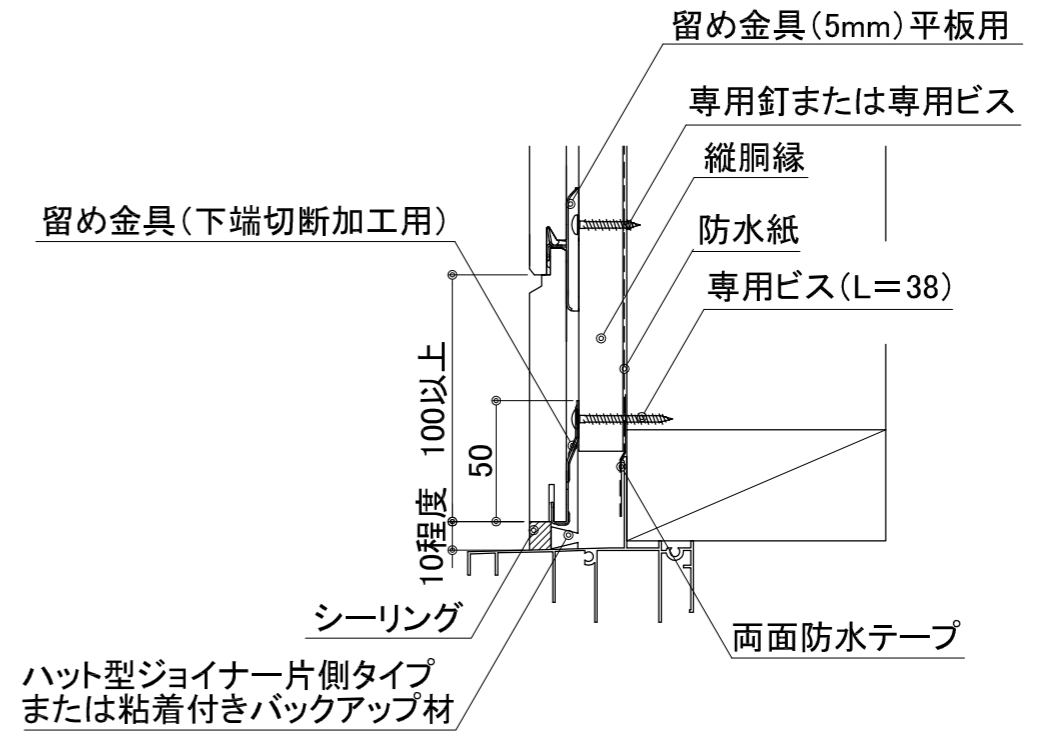 留め金具(5mm)平板用
専用釘または専用ビス
縦胴縁
留め金具(下端切断加工用)
防水紙
専用ビス(L=38)
100以上
50
10程度
シーリング
両面防水テープ
ハット型ジョイナー片側タイプ
または粘着付きバックアップ材